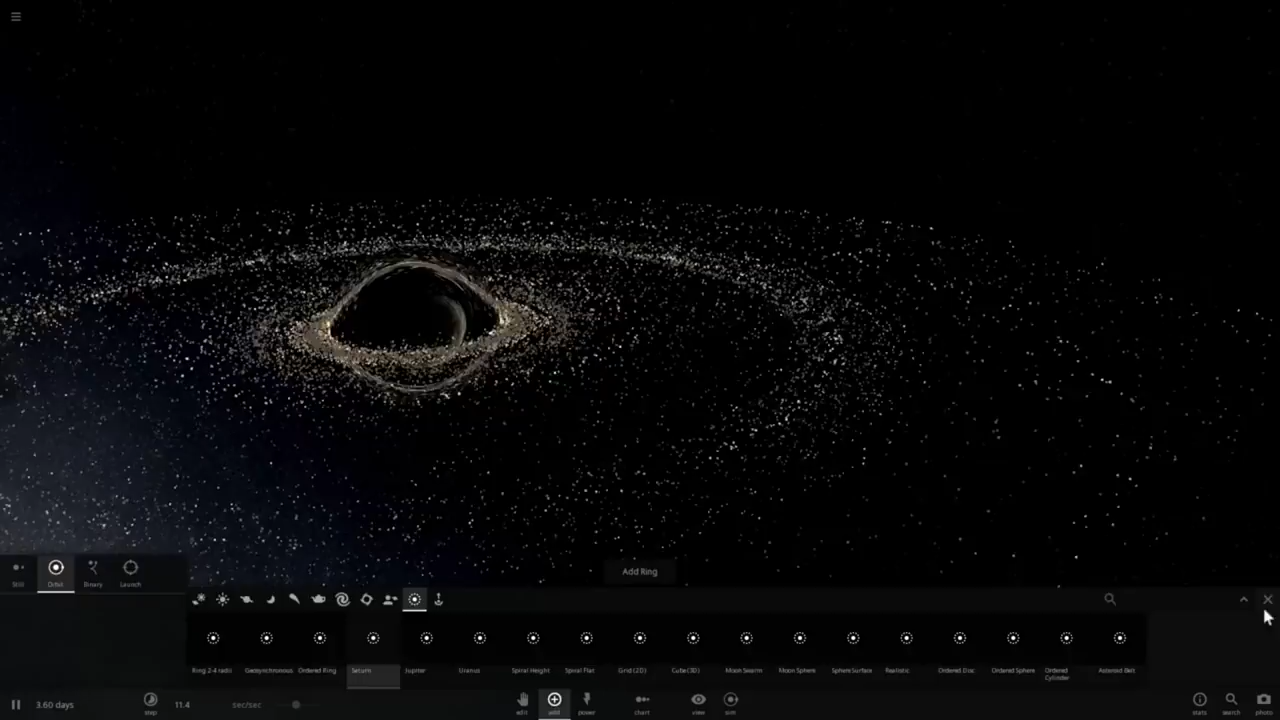 Add Ring
Still
Orbit
Binary
Launch
Ring 2-4 radii
Geosynchronous
Ordered Ring
Saturn
Jupiter
Uranus
Spiral Height
Spiral Flat
Grid (2D)
Cube (3D)
Moon Swarm
Moon Sphere
SphereSurface
Realistic
Ordered Disc
Ordered Sphere
Ordered
Cylinder
Asteroid Belt
3.60 days
step
11.4
sec/sec
edit
add
power
chart
view
sim
stats
search
photo